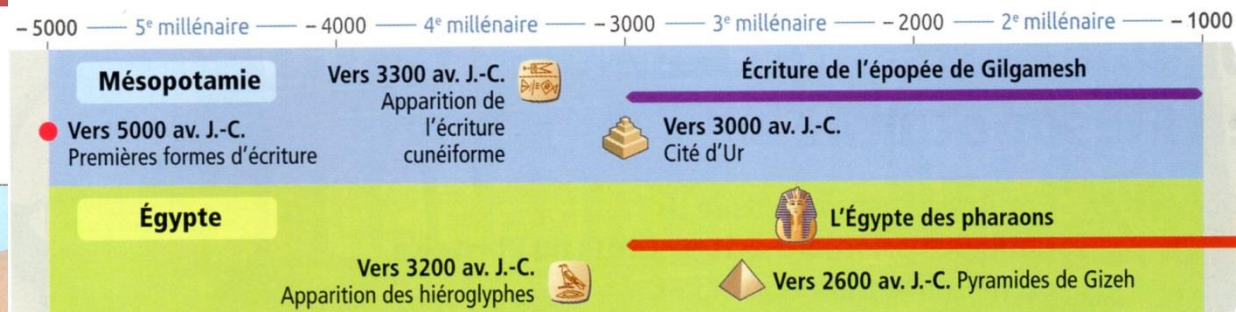 – 5000 5e millénaire – 4000 4e millénaire – 3000 3e millénaire – 2000 2e millénaire – 1000
Mésopotamie
Vers 5000 av. J.-C.
Premières formes d'écriture
Vers 3300 av. J.-C.
Apparition de
l'écriture
cunéiforme
Écriture de l'épopée de Gilgamesh
Vers 3000 av. J.-C.
Cité d'Ur
Égypte
Vers 3200 av. J.-C.
Apparition des hiéroglyphes
L'Égypte des pharaons
Vers 2600 av. J.-C. Pyramides de Gizeh